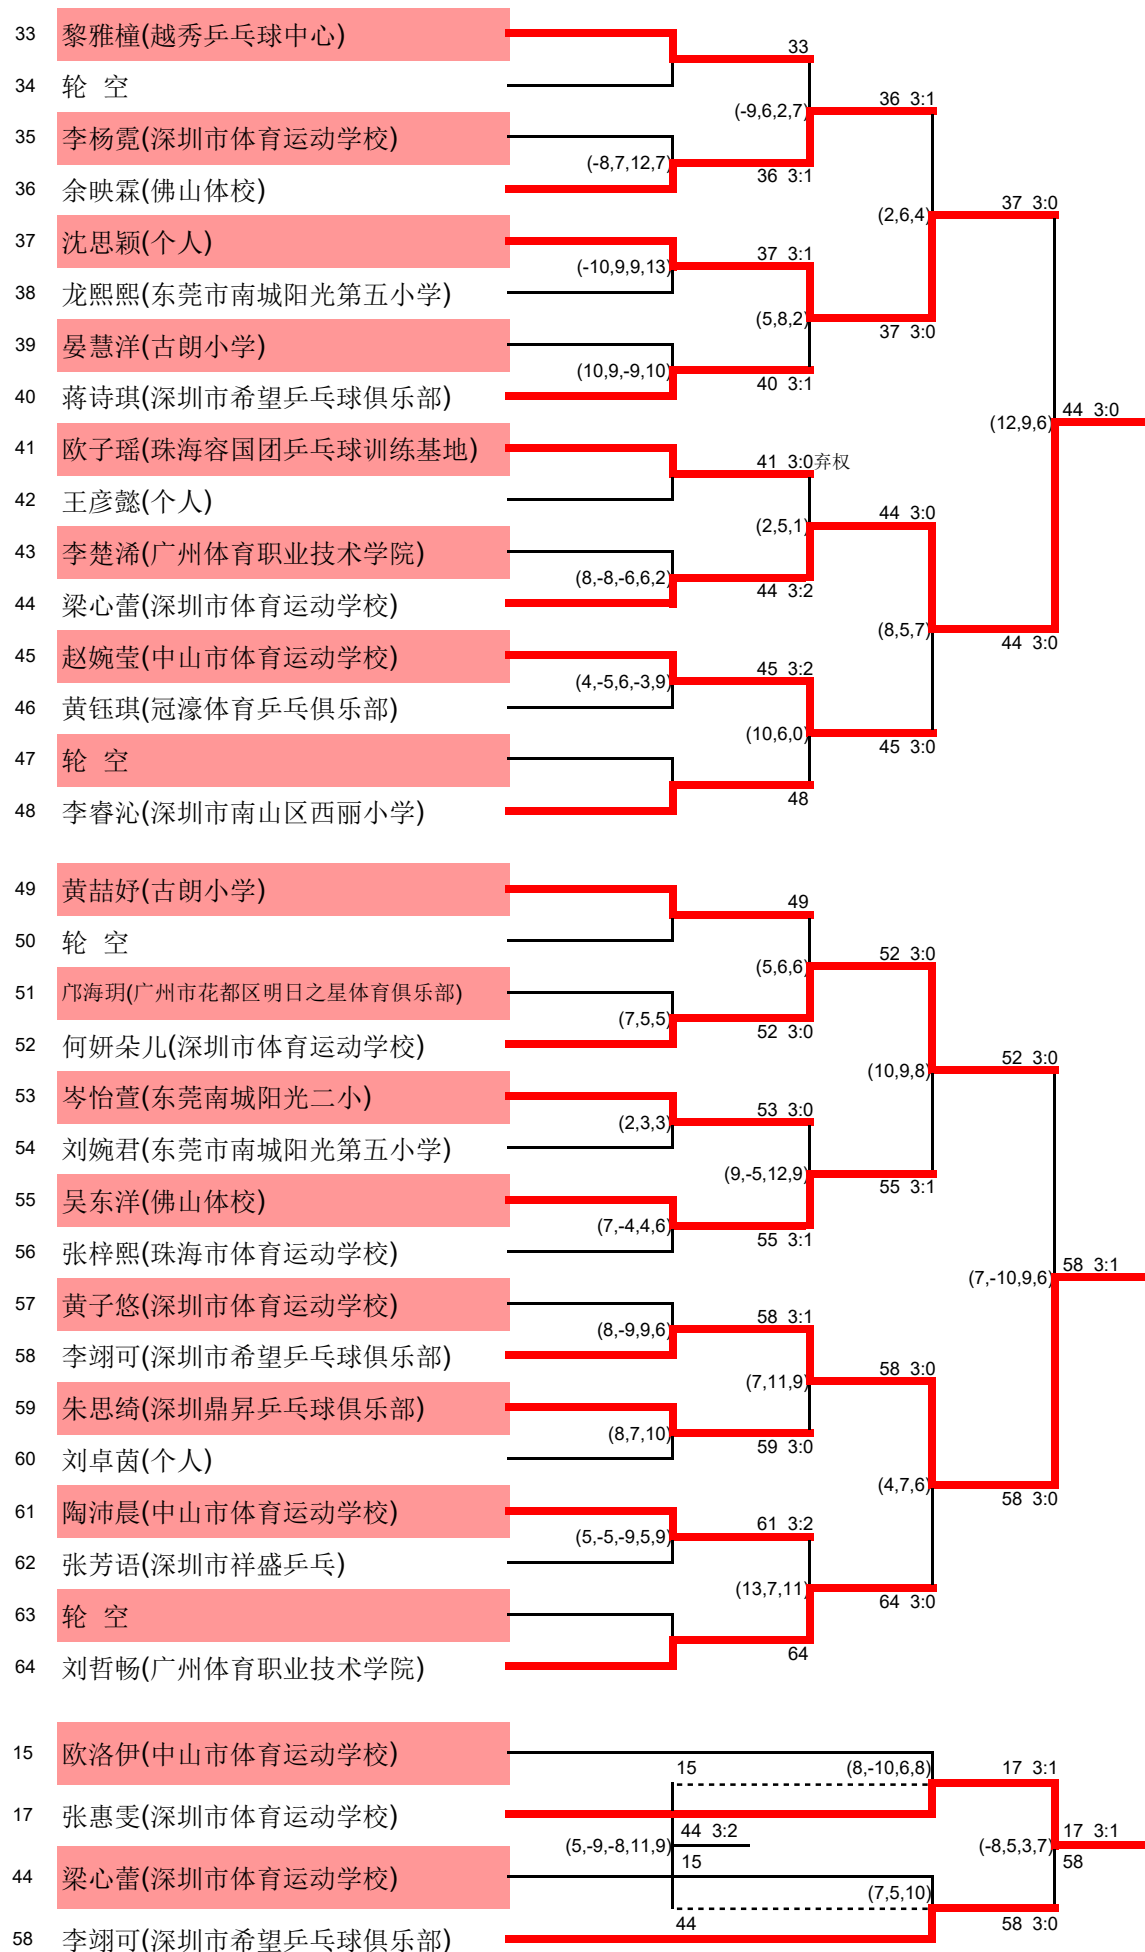 33 黎雅橦(越秀乒乓球中心)
33
34 轮 空
(-9,6,2,7)
36 3:1
35 李杨霓(深圳市体育运动学校)
(-8,7,12,7)
36 3:1
36 余映霖(佛山体校)
(2,6,4)
37 3:0
37 沈思颖(个人)
(-10,9,9,13)
37 3:1
38 龙熙熙(东莞市南城阳光第五小学)
(5,8,2)
37 3:0
39 晏慧洋(古朗小学)
(10,9,-9,10)
40 3:1
40 蒋诗琪(深圳市希望乒乓球俱乐部)
(12,9,6)
44 3:0
41 欧子瑶(珠海容国团乒乓球训练基地)
41 3:0弃权
42 王彦懿(个人)
(2,5,1)
44 3:0
43 李楚浠(广州体育职业技术学院)
(8,-8,-6,6,2)
44 3:2
44 梁心蕾(深圳市体育运动学校)
(8,5,7)
44 3:0
45 赵婉莹(中山市体育运动学校)
(4,-5,6,-3,9)
45 3:2
46 黄钰琪(冠濠体育乒乓俱乐部)
(10,6,0)
45 3:0
47 轮 空
48
48 李睿沁(深圳市南山区西丽小学)
49 黄喆妤(古朗小学)
49
50 轮 空
(5,6,6)
52 3:0
51 邝海玥(广州市花都区明日之星体育俱乐部)
(7,5,5)
52 3:0
52 何妍朵儿(深圳市体育运动学校)
(10,9,8)
52 3:0
53 岑怡萱(东莞南城阳光二小)
(2,3,3)
53 3:0
54 刘婉君(东莞市南城阳光第五小学)
(9,-5,12,9)
55 3:1
55 吴东洋(佛山体校)
(7,-4,4,6)
55 3:1
56 张梓熙(珠海市体育运动学校)
(7,-10,9,6)
58 3:1
57 黄子悠(深圳市体育运动学校)
(8,-9,9,6)
58 3:1
58 李翊可(深圳市希望乒乓球俱乐部)
(7,11,9)
58 3:0
59 朱思绮(深圳鼎昇乒乓球俱乐部)
(8,7,10)
59 3:0
60 刘卓茵(个人)
(4,7,6)
58 3:0
61 陶沛晨(中山市体育运动学校)
(5,-5,-9,5,9)
61 3:2
62 张芳语(深圳市祥盛乒乓)
(13,7,11)
64 3:0
63 轮 空
64
64 刘哲畅(广州体育职业技术学院)
15 欧洛伊(中山市体育运动学校)
15
(8,-10,6,8)
17 3:1
17 张惠雯(深圳市体育运动学校)
(5,-9,-8,11,9)
44 3:2
15
(-8,5,3,7)
17 3:1
58
44 梁心蕾(深圳市体育运动学校)
(7,5,10)
44
58 3:0
58 李翊可(深圳市希望乒乓球俱乐部)